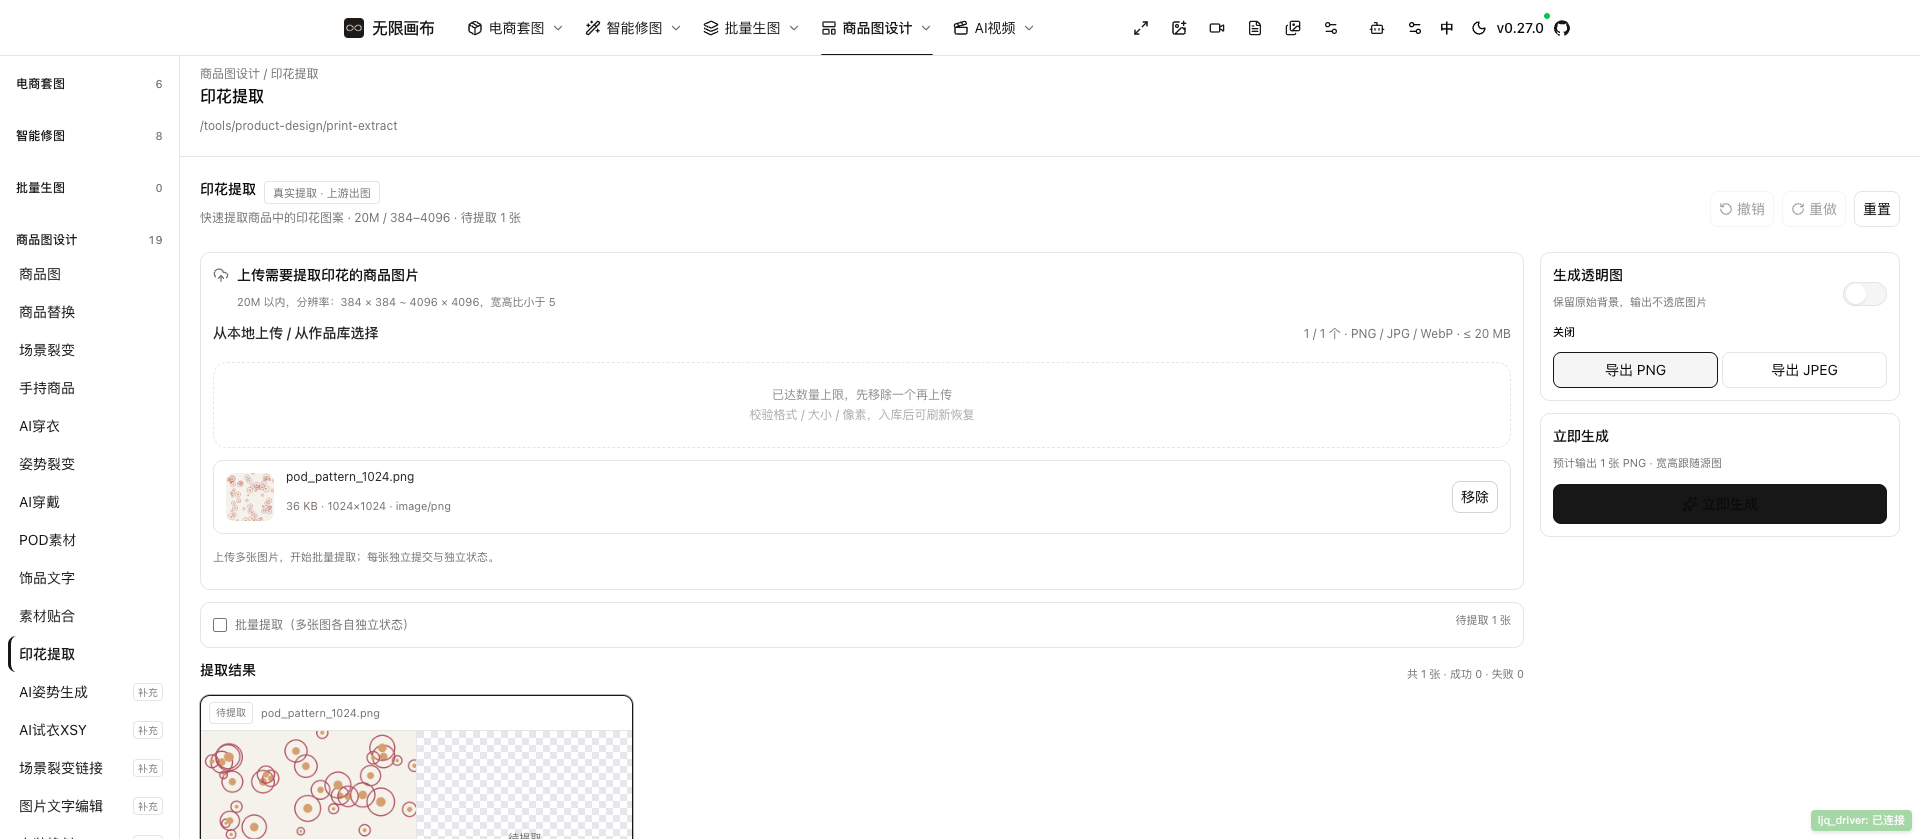 无限画布
电商套图
智能修图
批量生图
商品图设计
AI视频
中
v0.27.0
电商套图 6
智能修图 8
批量生图 0
商品图设计 19
商品图
商品替换
场景裂变
手持商品
AI穿衣
姿势裂变
AI穿戴
POD素材
饰品文字
素材贴合
印花提取
AI姿势生成 补充
AI试衣XSY 补充
场景裂变链接 补充
图片文字编辑 补充
商品图设计 / 印花提取
印花提取
/tools/product-design/print-extract
印花提取 真实提取 · 上游出图
快速提取商品中的印花图案 · 20M / 384–4096 · 待提取 1 张
撤销
重做
重置
上传需要提取印花的商品图片
20M 以内，分辨率：384 × 384 ~ 4096 × 4096，宽高比小于 5
从本地上传 / 从作品库选择
1 / 1 个 · PNG / JPG / WebP · ≤ 20 MB
已达数量上限，先移除一个再上传
校验格式 / 大小 / 像素，入库后可刷新恢复
pod_pattern_1024.png
36 KB · 1024×1024 · image/png
移除
上传多张图片，开始批量提取；每张独立提交与独立状态。
批量提取（多张图各自独立状态）
待提取 1 张
提取结果
共 1 张 · 成功 0 · 失败 0
待提取 pod_pattern_1024.png
待提取
生成透明图
保留原始背景，输出不透底图片
关闭
导出 PNG
导出 JPEG
立即生成
预计输出 1 张 PNG · 宽高跟随源图
立即生成
ljq_driver: 已连接